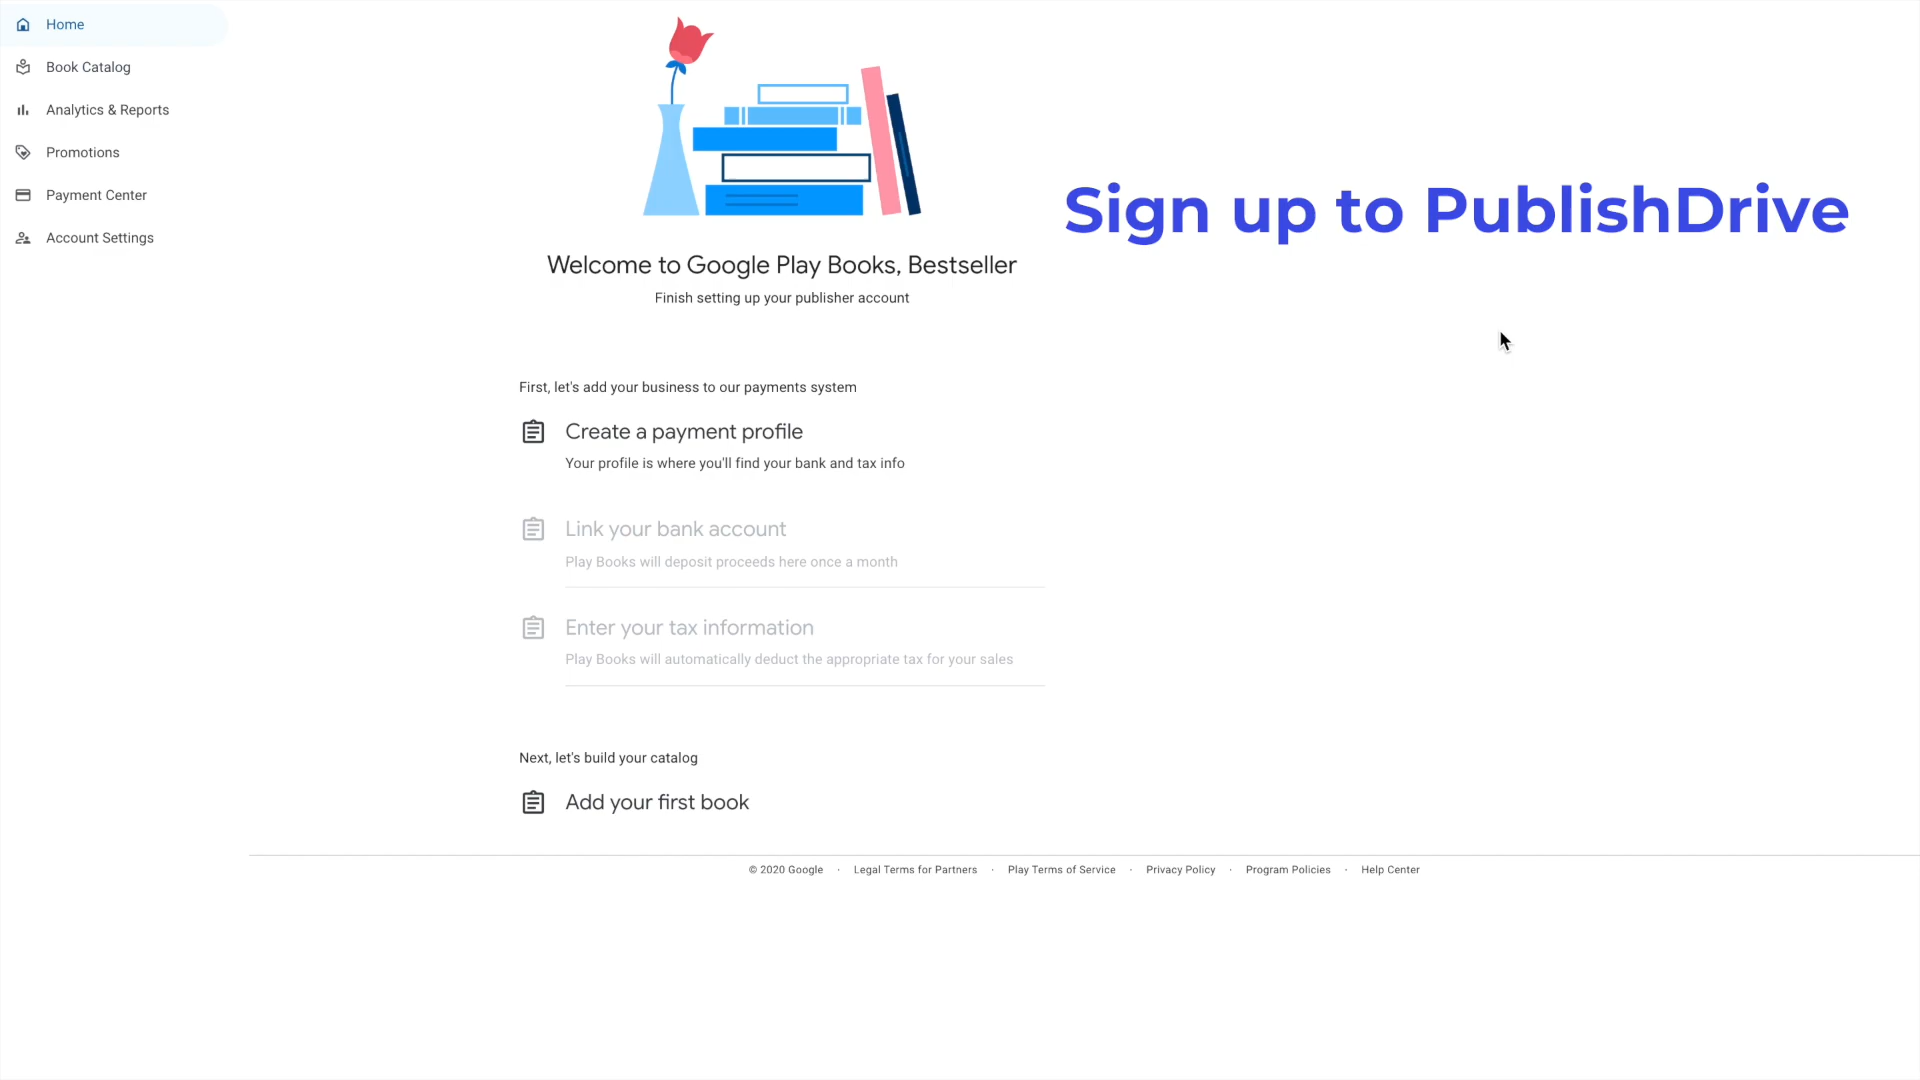 Home
Book Catalog
Analytics & Reports
Promotions
Payment Center
Account Settings
Sign up to PublishDrive
Welcome to Google Play Books, Bestseller
Finish setting up your publisher account
First, let's add your business to our payments system
Create a payment profile
Your profile is where you'll find your bank and tax info
Link your bank account
Play Books will deposit proceeds here once a month
Enter your tax information
Play Books will automatically deduct the appropriate tax for your sales
Next, let's build your catalog
Add your first book
© 2020 Google · Legal Terms for Partners · Play Terms of Service · Privacy Policy · Program Policies · Help Center